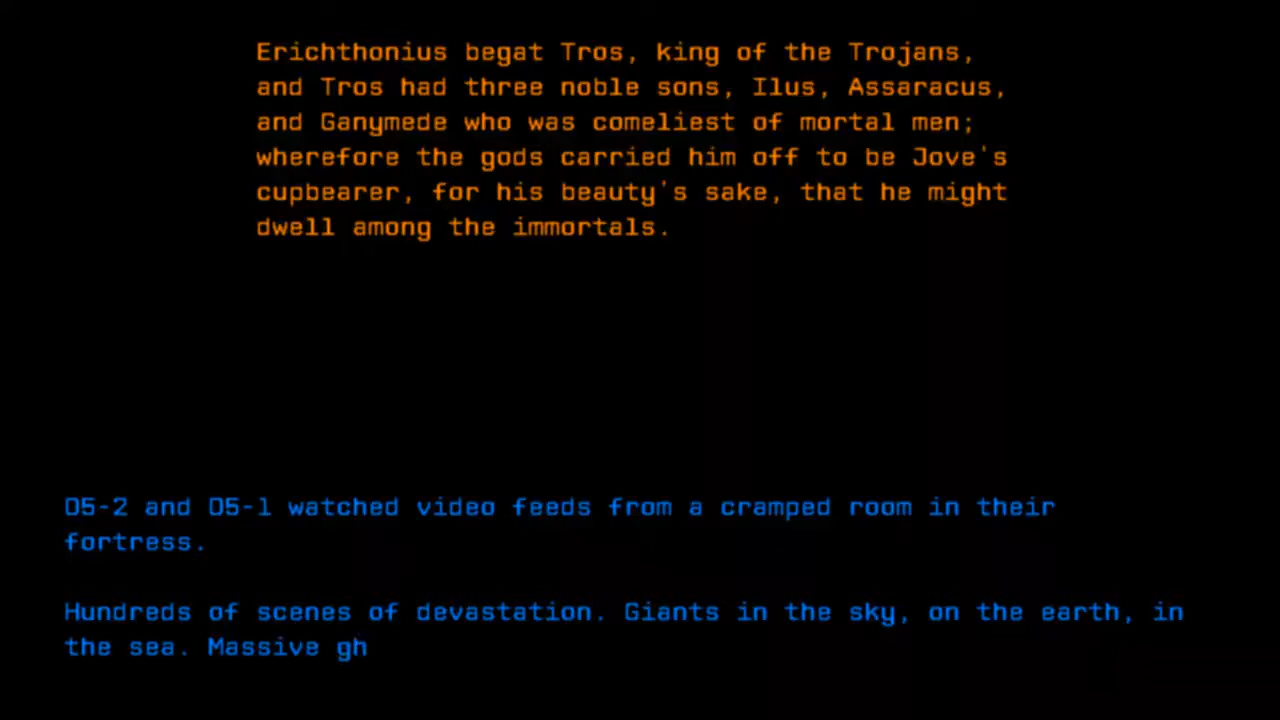 Erichthonius begat Tros, king of the Trojans,
and Tros had three noble sons, Ilus, Assaracus,
and Ganymede who was comeliest of mortal men;
wherefore the gods carried him off to be Jove's
cupbearer, for his beauty's sake, that he might
dwell among the immortals.
O5-2 and O5-1 watched video feeds from a cramped room in their
fortress.
Hundreds of scenes of devastation. Giants in the sky, on the earth, in
the sea. Massive gh